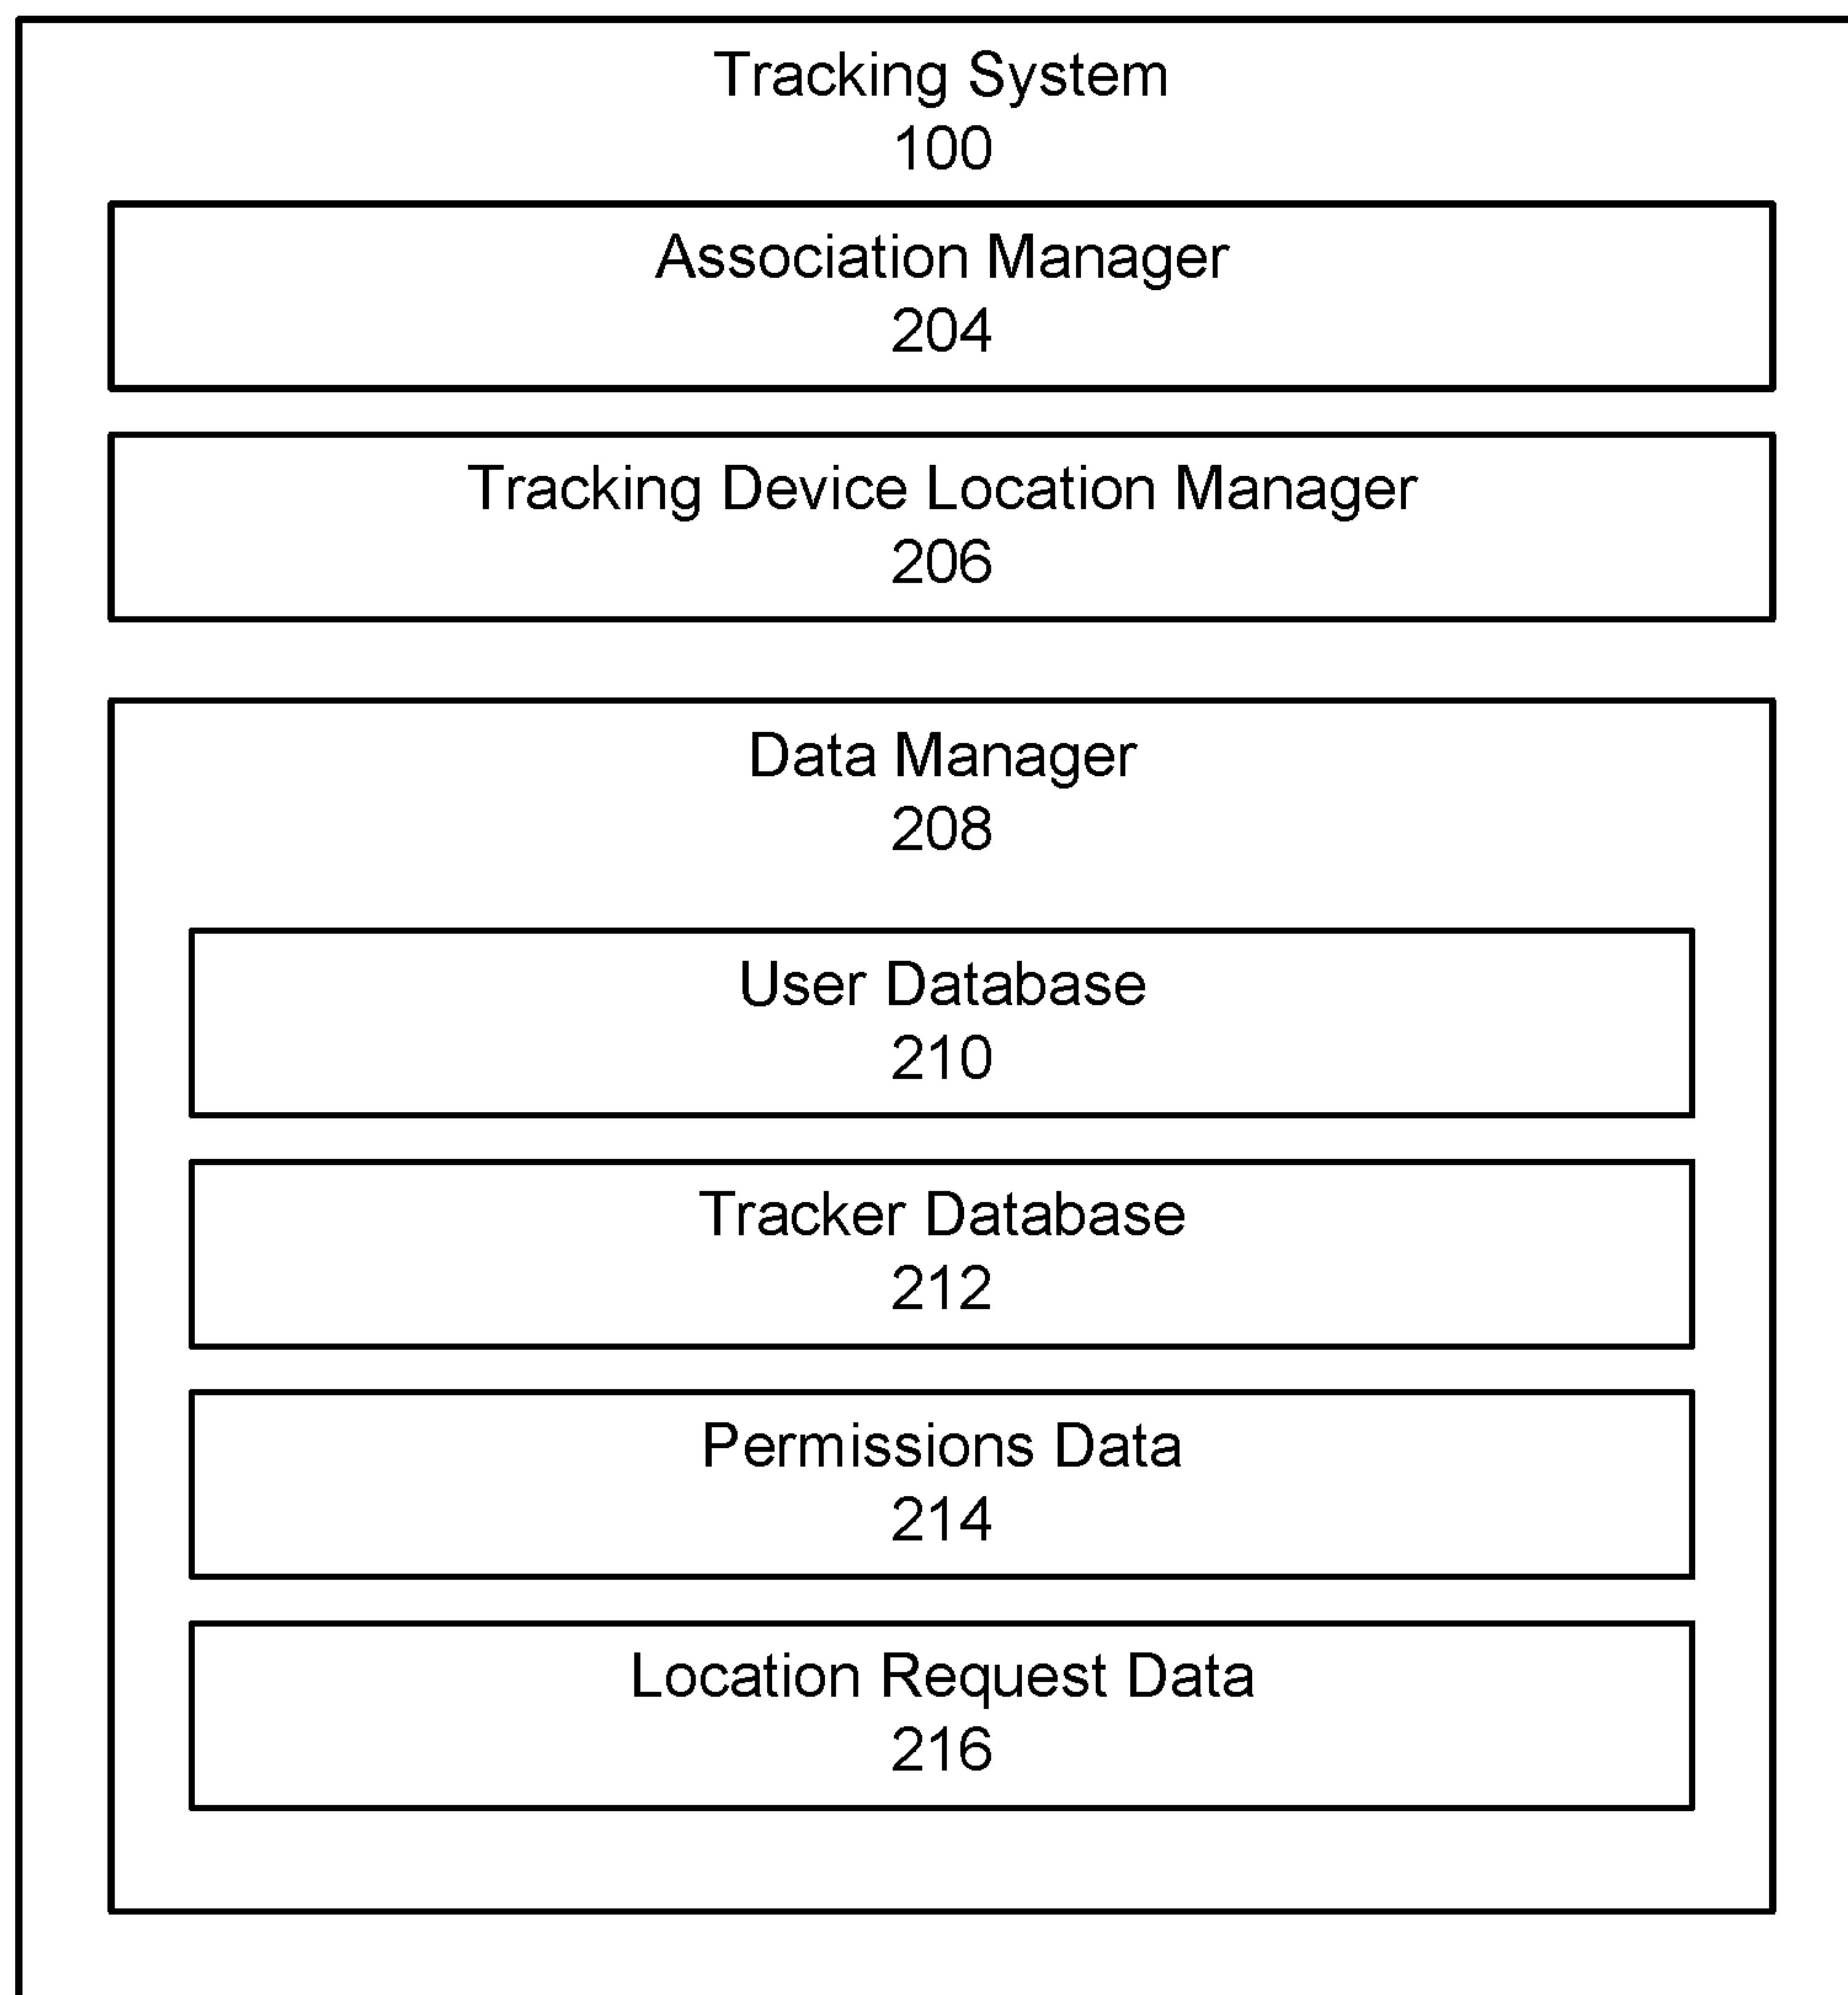 Tracking System
100
Association Manager
204
Tracking Device Location Manager
206
Data Manager
208
User Database
210
Tracker Database
212
Permissions Data
214
Location Request Data
216